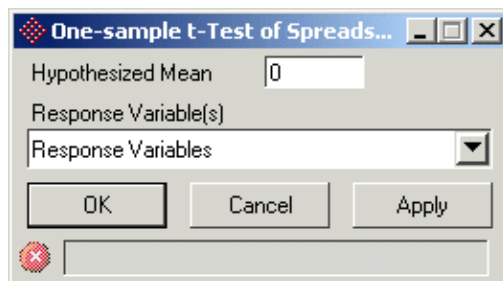 One-sample t-Test of Spreads...
Hypothesized Mean 0
Response Variable(s)
Response Variables
OK Cancel Apply